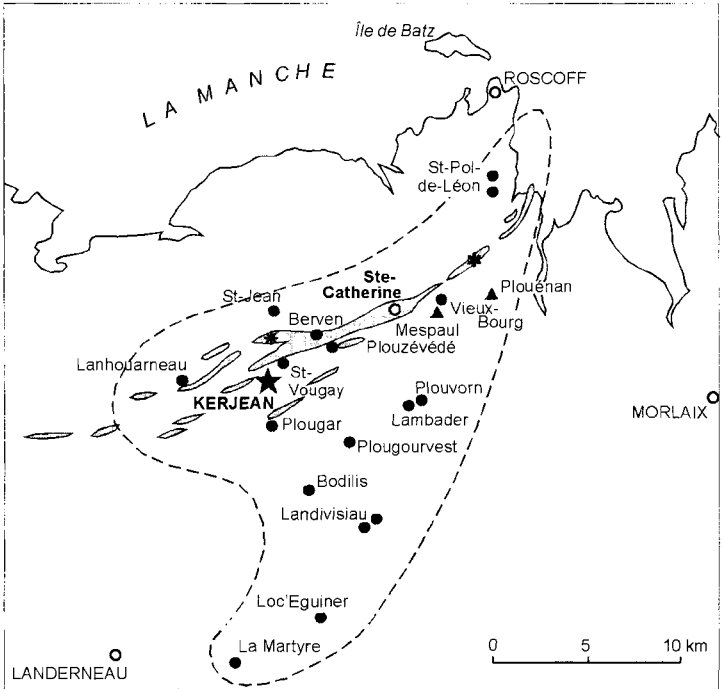 Île de Batz
LA MANCHE
ROSCOFF
St-Pol-
de-Léon
Ste-
Catherine
St-Jean
Plouénan
Berven
Vieux-
Bourg
Mespaul
Plouzévédé
Lanhouarneau
St-
Vougay
KERJEAN
Plouvorn
Lambader
MORLAIX
Plougar
Plougourvest
Bodilis
Landivisiau
Loc'Eguiner
La Martyre
LANDERNEAU
0 5 10 km